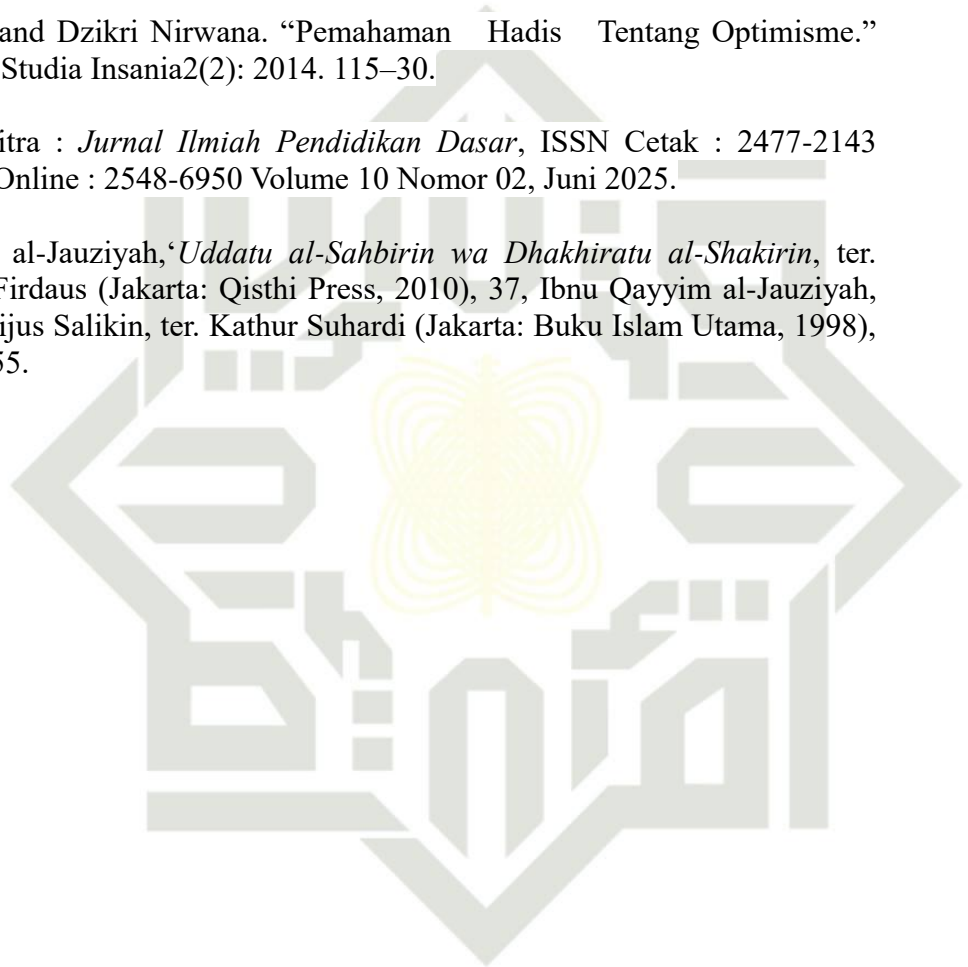 and Dzikri Nirwana. “Pemahaman Hadis Tentang Optimisme.”
Studia Insania2(2): 2014. 115–30.
itra : Jurnal Ilmiah Pendidikan Dasar, ISSN Cetak : 2477-2143
Online : 2548-6950 Volume 10 Nomor 02, Juni 2025.
al-Jauziyah,‘Uddatu al-Sahbirin wa Dhakhiratu al-Shakirin, ter.
Firdaus (Jakarta: Qisthi Press, 2010), 37, Ibnu Qayyim al-Jauziyah,
ijus Salikin, ter. Kathur Suhardi (Jakarta: Buku Islam Utama, 1998),
55.